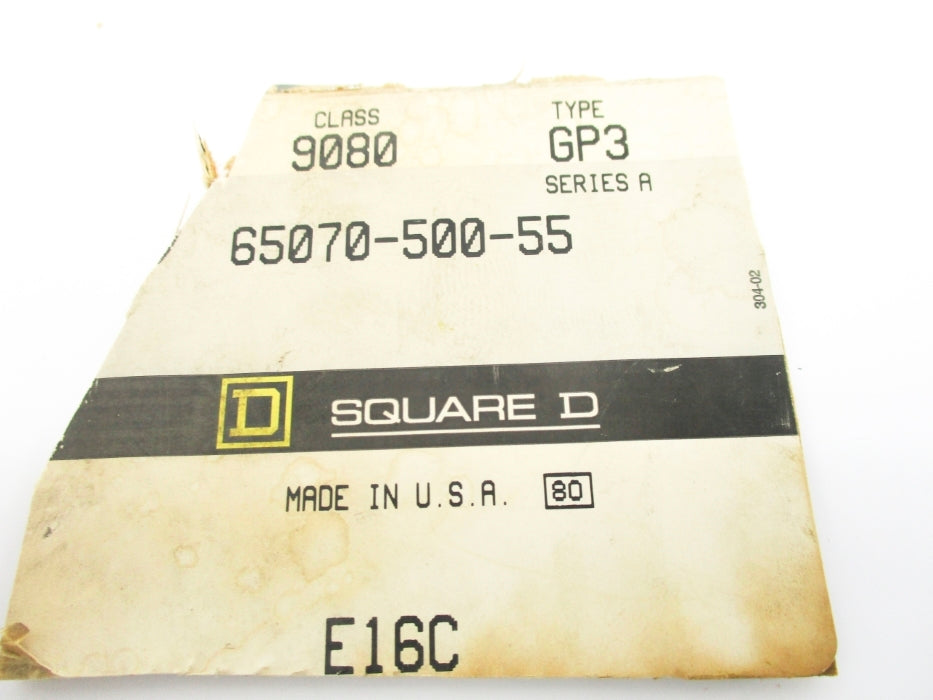 CLASS TYPE
9080 GP3
SERIES A
65070-500-55
304-02
D SQUARE D
MADE IN U.S.A. 80
E16C